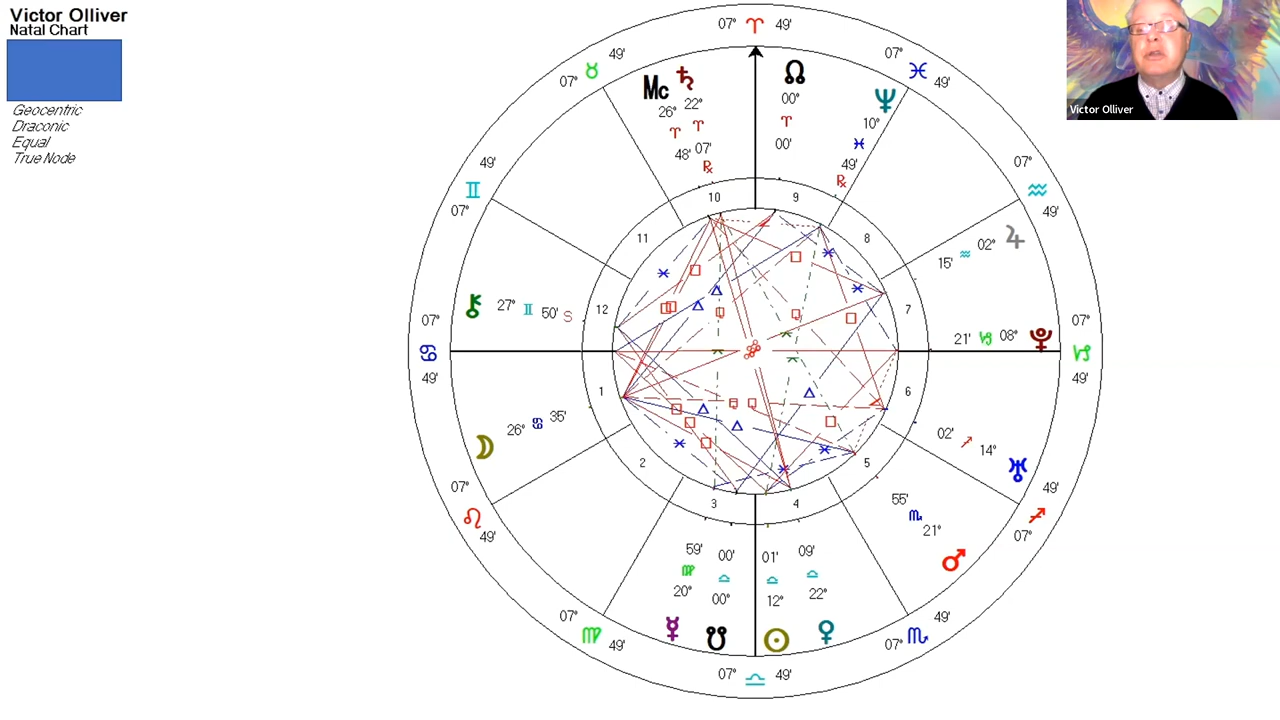 Victor Olliver
Natal Chart
Geocentric
Draconic
Equal
True Node
Victor Olliver
07° ♈ 49'
07° ♉ 49'
07° ♓ 49'
07° ♊ 49'
07° ♒ 49'
07° ♋ 49'
07° ♑ 49'
07° ♌ 49'
07° ♐ 49'
07° ♍ 49'
07° ♏ 49'
07° ♎ 49'
Mc 26° ♈ 48'
♄ 22° ♈ 07' ℞
☊ 00° ♈ 00'
♆ 10° ♓ 49' ℞
♃ 02° ♒ 15'
♇ 08° ♑ 21'
⚷ 27° ♊ 50' S
☽ 26° ♋ 35'
♅ 14° ♐ 02'
♂ 21° ♏ 55'
☿ 20° ♍ 59'
☋ 00° ♎ 00'
☉ 12° ♎ 01'
♀ 22° ♎ 09'
1
2
3
4
5
6
7
8
9
10
11
12